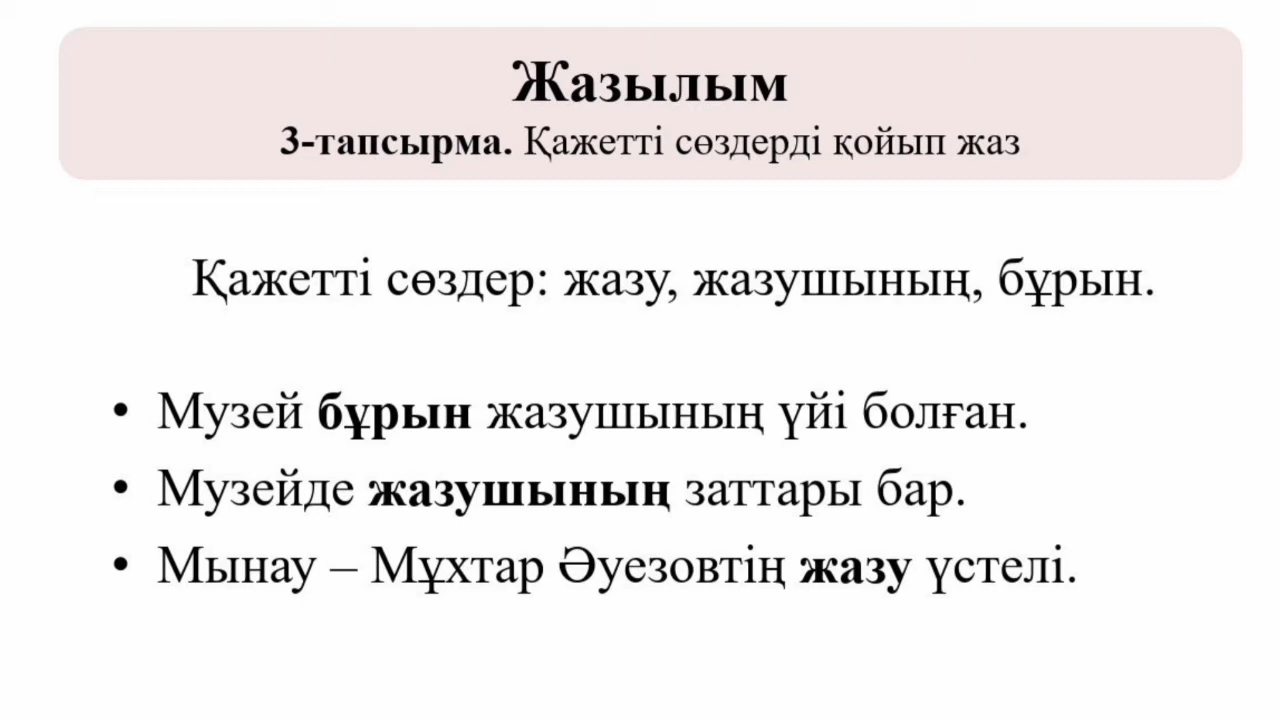 Жазылым
3-тапсырма. Қажетті сөздерді қойып жаз
Қажетті сөздер: жазу, жазушының, бұрын.
• Музей бұрын жазушының үйі болған.
• Музейде жазушының заттары бар.
• Мынау – Мұхтар Әуезовтің жазу үстелі.